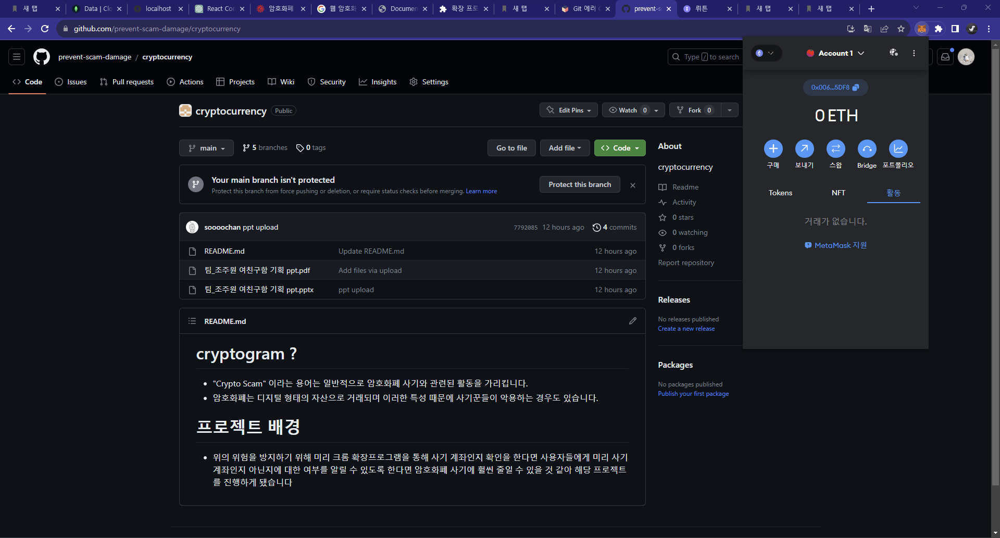 새 탭
Data | Clo
localhost
React Con
암호화폐
웹 암호화
Documen
확장 프로
새 탭
Git 에러 (
prevent-s
뤼튼
새 탭
새 탭
github.com/prevent-scam-damage/cryptocurrency
prevent-scam-damage / cryptocurrency
Type / to search
Code
Issues
Pull requests
Actions
Projects
Wiki
Security
Insights
Settings
cryptocurrency Public
Edit Pins
Watch 0
Fork 0
main
5 branches
0 tags
Go to file
Add file
Code
Your main branch isn't protected
Protect this branch from force pushing or deletion, or require status checks before merging. Learn more
Protect this branch
soooochan ppt upload
7792085 12 hours ago
4 commits
README.md Update README.md 12 hours ago
팀_조주원 여친구함 기획 ppt.pdf Add files via upload 12 hours ago
팀_조주원 여친구함 기획 ppt.pptx ppt upload 12 hours ago
README.md
cryptogram ?
"Crypto Scam" 이라는 용어는 일반적으로 암호화폐 사기와 관련된 활동을 가리킵니다.
암호화폐는 디지털 형태의 자산으로 거래되며 이러한 특성 때문에 사기꾼들이 악용하는 경우도 있습니다.
프로젝트 배경
위의 위험을 방지하기 위해 미리 크롬 확장프로그램을 통해 사기 계좌인지 확인을 한다면 사용자들에게 미리 사기
계좌인지 아닌지에 대한 여부를 알릴 수 있도록 한다면 암호화폐 사기에 훨씬 줄일 수 있을 것 같아 해당 프로젝트
를 진행하게 됐습니다
About
cryptocurrency
Readme
Activity
0 stars
0 watching
0 forks
Report repository
Releases
No releases published
Create a new release
Packages
No packages published
Publish your first package
Account 1
0x006...5DF8
0 ETH
구매
보내기
스왑
Bridge
포트폴리오
Tokens
NFT
활동
거래가 없습니다.
MetaMask 지원